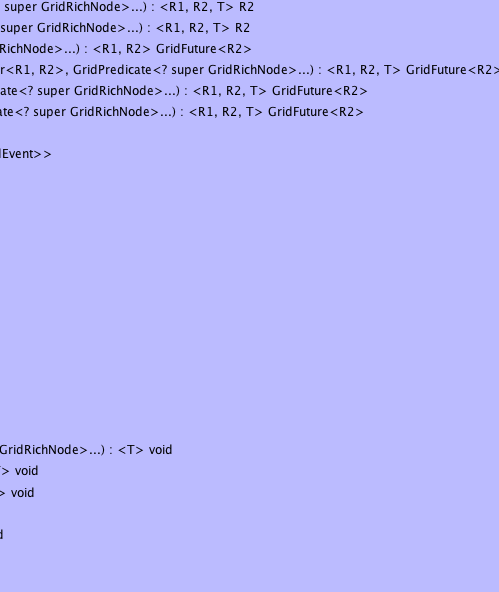 super GridRichNode>...) : <R1, R2, T> R2
super GridRichNode>...) : <R1, R2, T> R2
RichNode>...) : <R1, R2> GridFuture<R2>
r<R1, R2>, GridPredicate<? super GridRichNode>...) : <R1, R2, T> GridFuture<R2>
ate<? super GridRichNode>...) : <R1, R2, T> GridFuture<R2>
ate<? super GridRichNode>...) : <R1, R2, T> GridFuture<R2>
dEvent>>
GridRichNode>...) : <T> void
T> void
> void
d